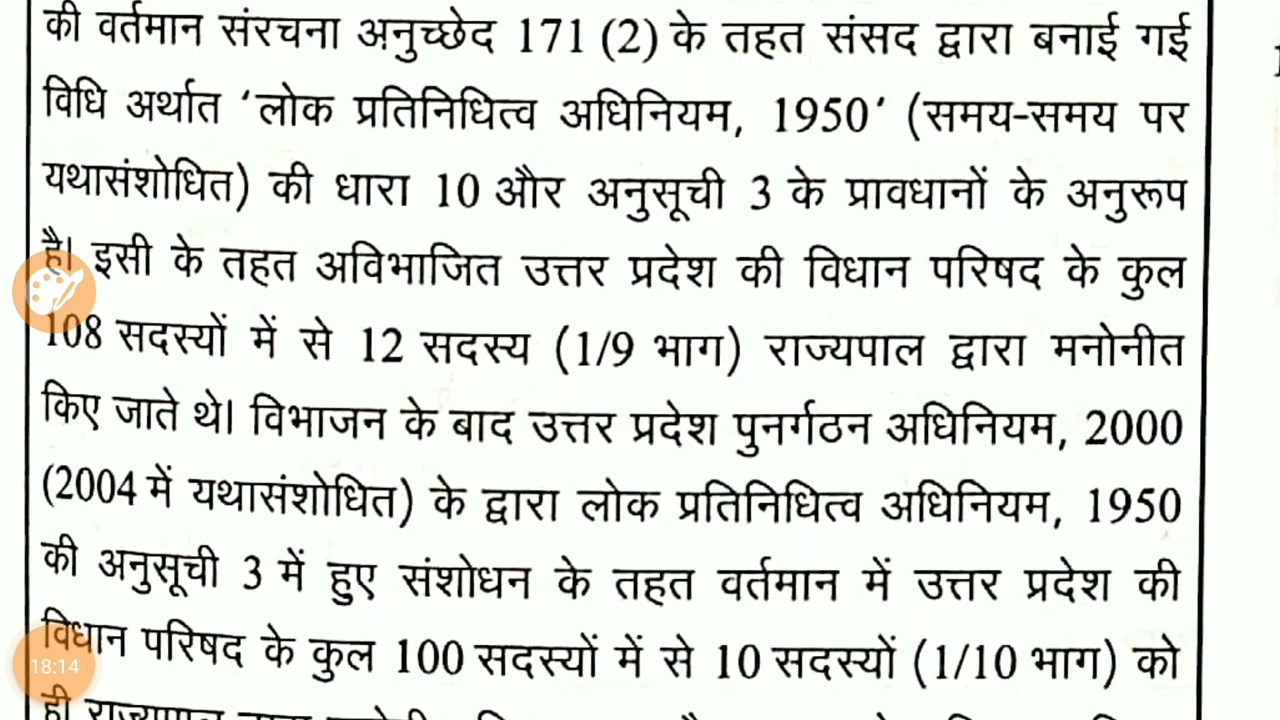 की वर्तमान संरचना अनुच्छेद 171 (2) के तहत संसद द्वारा बनाई गई
विधि अर्थात ‘लोक प्रतिनिधित्व अधिनियम, 1950’ (समय-समय पर
यथासंशोधित) की धारा 10 और अनुसूची 3 के प्रावधानों के अनुरूप
है। इसी के तहत अविभाजित उत्तर प्रदेश की विधान परिषद के कुल
108 सदस्यों में से 12 सदस्य (1/9 भाग) राज्यपाल द्वारा मनोनीत
किए जाते थे। विभाजन के बाद उत्तर प्रदेश पुनर्गठन अधिनियम, 2000
(2004 में यथासंशोधित) के द्वारा लोक प्रतिनिधित्व अधिनियम, 1950
की अनुसूची 3 में हुए संशोधन के तहत वर्तमान में उत्तर प्रदेश की
विधान परिषद के कुल 100 सदस्यों में से 10 सदस्यों (1/10 भाग) को
18:14
ही राज्यपाल